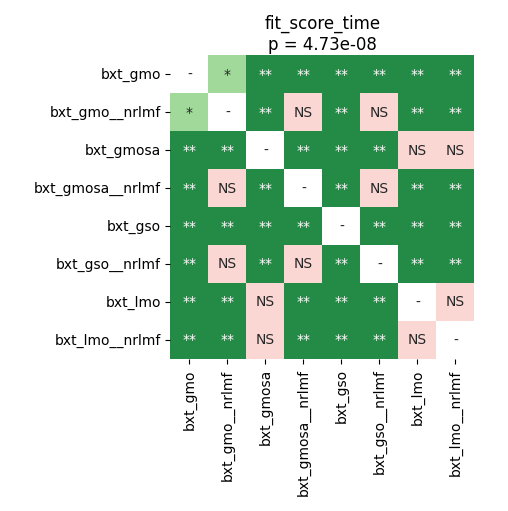 fit_score_time
p = 4.73e-08
bxt_gmo - * ** ** ** ** ** **
bxt_gmo__nrlmf * - ** NS ** NS ** **
bxt_gmosa ** ** - ** ** ** NS NS
bxt_gmosa__nrlmf ** NS ** - ** NS ** **
bxt_gso ** ** ** ** - ** ** **
bxt_gso__nrlmf ** NS ** NS ** - ** **
bxt_lmo ** ** NS ** ** ** - NS
bxt_lmo__nrlmf ** ** NS ** ** ** NS -
bxt_gmo
bxt_gmo__nrlmf
bxt_gmosa
bxt_gmosa__nrlmf
bxt_gso
bxt_gso__nrlmf
bxt_lmo
bxt_lmo__nrlmf